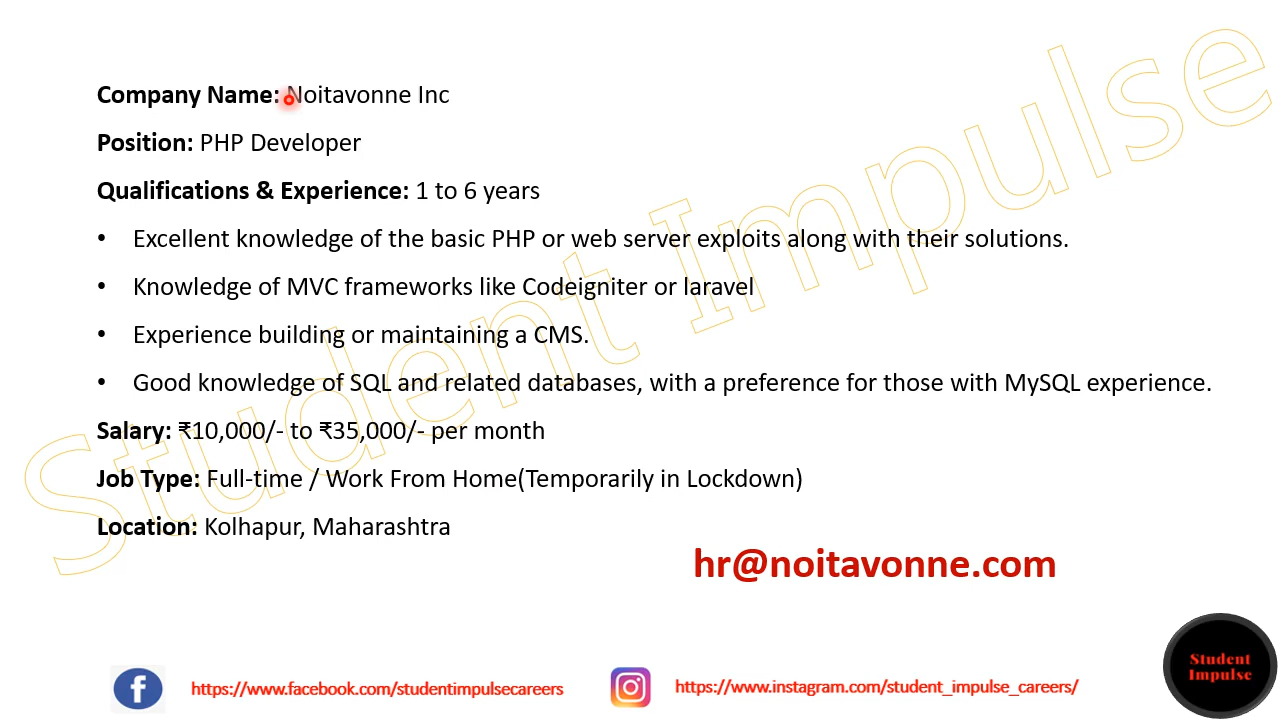 Company Name: Noitavonne Inc
Position: PHP Developer
Qualifications & Experience: 1 to 6 years
• Excellent knowledge of the basic PHP or web server exploits along with their solutions.
• Knowledge of MVC frameworks like Codeigniter or laravel
• Experience building or maintaining a CMS.
• Good knowledge of SQL and related databases, with a preference for those with MySQL experience.
Salary: ₹10,000/- to ₹35,000/- per month
Job Type: Full-time / Work From Home(Temporarily in Lockdown)
Location: Kolhapur, Maharashtra
hr@noitavonne.com
Student Impulse
https://www.facebook.com/studentimpulsecareers
https://www.instagram.com/student_impulse_careers/
Student
Impulse